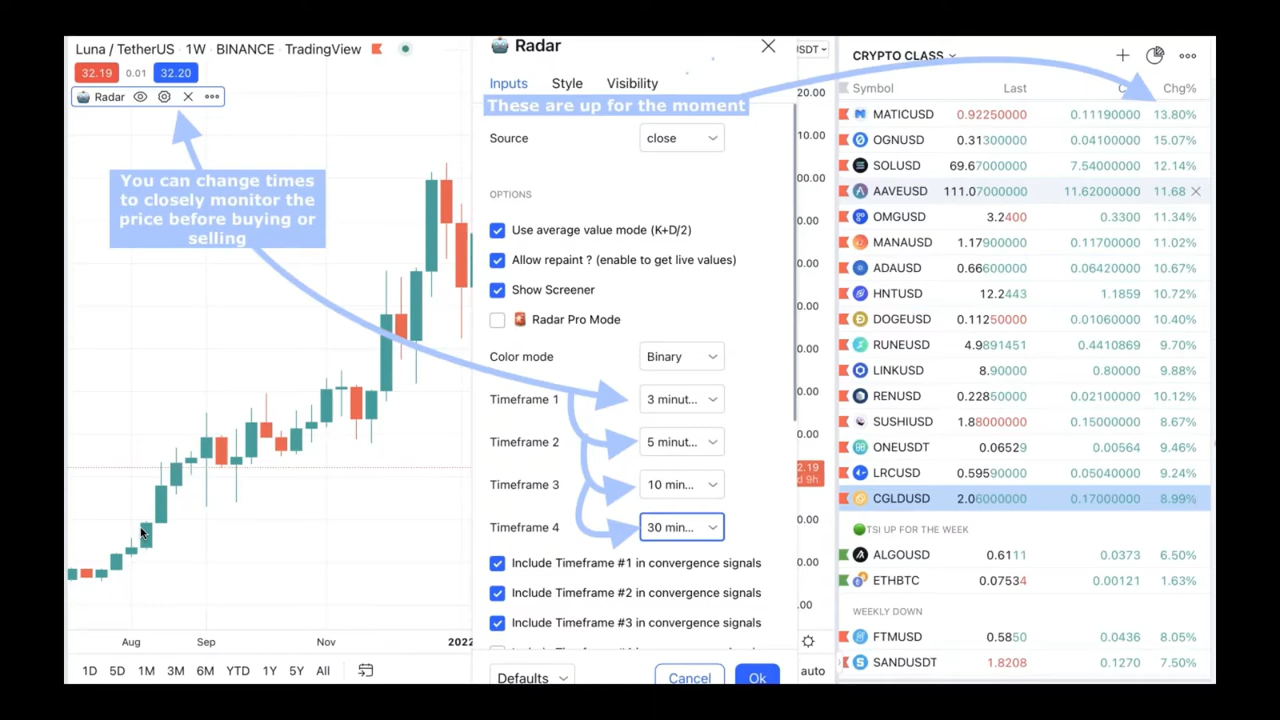 Luna / TetherUS 1W BINANCE TradingView
32.19 0.01 32.20
Radar
You can change times
to closely monitor the
price before buying or
selling
Aug Sep Nov 2022
1D 5D 1M 3M 6M YTD 1Y 5Y All
Radar
Inputs Style Visibility
These are up for the moment
Source close
OPTIONS
Use average value mode (K+D/2)
Allow repaint ? (enable to get live values)
Show Screener
Radar Pro Mode
Color mode Binary
Timeframe 1 3 minut...
Timeframe 2 5 minut...
Timeframe 3 10 min...
Timeframe 4 30 min...
Include Timeframe #1 in convergence signals
Include Timeframe #2 in convergence signals
Include Timeframe #3 in convergence signals
Defaults Cancel Ok
auto
CRYPTO CLASS
Symbol Last Chg%
MATICUSD 0.92250000 0.11190000 13.80%
OGNUSD 0.31300000 0.04100000 15.07%
SOLUSD 69.67000000 7.54000000 12.14%
AAVEUSD 111.07000000 11.62000000 11.68
OMGUSD 3.2400 0.3300 11.34%
MANAUSD 1.17900000 0.11700000 11.02%
ADAUSD 0.66600000 0.06420000 10.67%
HNTUSD 12.2443 1.1859 10.72%
DOGEUSD 0.11250000 0.01060000 10.40%
RUNEUSD 4.9891451 0.4410869 9.70%
LINKUSD 8.90000 0.80000 9.88%
RENUSD 0.22850000 0.02100000 10.12%
SUSHIUSD 1.88000000 0.15000000 8.67%
ONEUSDT 0.06529 0.00564 9.46%
LRCUSD 0.59590000 0.05040000 9.24%
CGLDUSD 2.06000000 0.17000000 8.99%
TSI UP FOR THE WEEK
ALGOUSD 0.6111 0.0373 6.50%
ETHBTC 0.07534 0.00121 1.63%
WEEKLY DOWN
FTMUSD 0.5850 0.0436 8.05%
SANDUSDT 1.8208 0.1270 7.50%